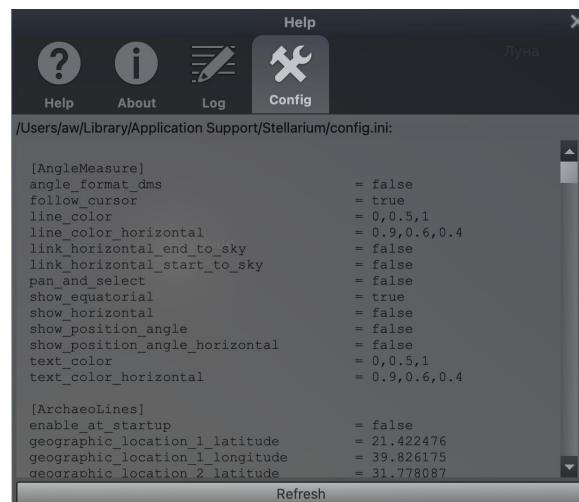 Help
Луна
Help About Log Config
/Users/aw/Library/Application Support/Stellarium/config.ini:
[AngleMeasure]
angle_format_dms = false
follow_cursor = true
line_color = 0,0.5,1
line_color_horizontal = 0.9,0.6,0.4
link_horizontal_end_to_sky = false
link_horizontal_start_to_sky = false
pan_and_select = false
show_equatorial = true
show_horizontal = false
show_position_angle = false
show_position_angle_horizontal = false
text_color = 0,0.5,1
text_color_horizontal = 0.9,0.6,0.4
[ArchaeoLines]
enable_at_startup = false
geographic_location_1_latitude = 21.422476
geographic_location_1_longitude = 39.826175
geographic_location_2_latitude = 31.778087
Refresh